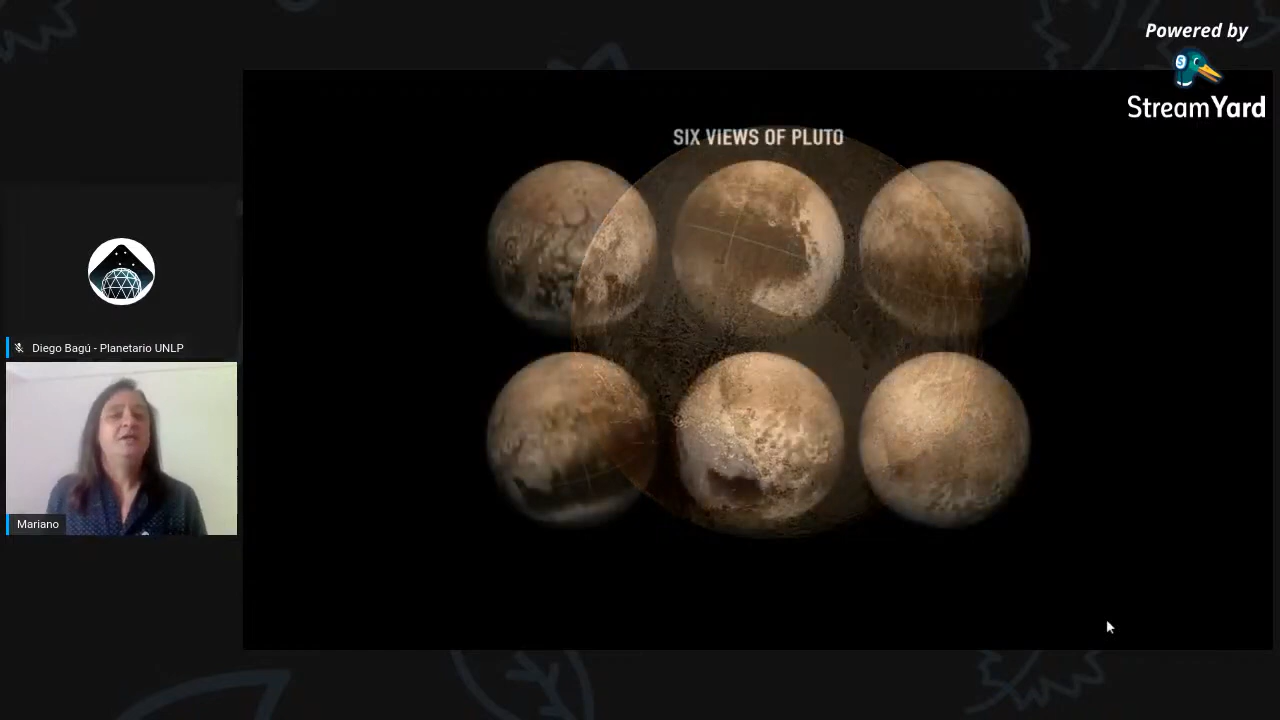 Powered by
StreamYard
SIX VIEWS OF PLUTO
Diego Bagú - Planetario UNLP
Mariano